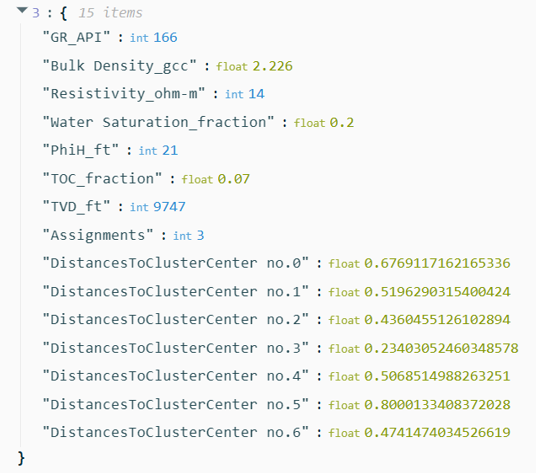 3 : { 15 items
"GR_API" : int 166
"Bulk Density_gcc" : float 2.226
"Resistivity_ohm-m" : int 14
"Water Saturation_fraction" : float 0.2
"PhiH_ft" : int 21
"TOC_fraction" : float 0.07
"TVD_ft" : int 9747
"Assignments" : int 3
"DistancesToClusterCenter no.0" : float 0.6769117162165336
"DistancesToClusterCenter no.1" : float 0.5196290315400424
"DistancesToClusterCenter no.2" : float 0.4360455126102894
"DistancesToClusterCenter no.3" : float 0.23403052460348578
"DistancesToClusterCenter no.4" : float 0.5068514988263251
"DistancesToClusterCenter no.5" : float 0.8000133408372028
"DistancesToClusterCenter no.6" : float 0.4741474034526619
}